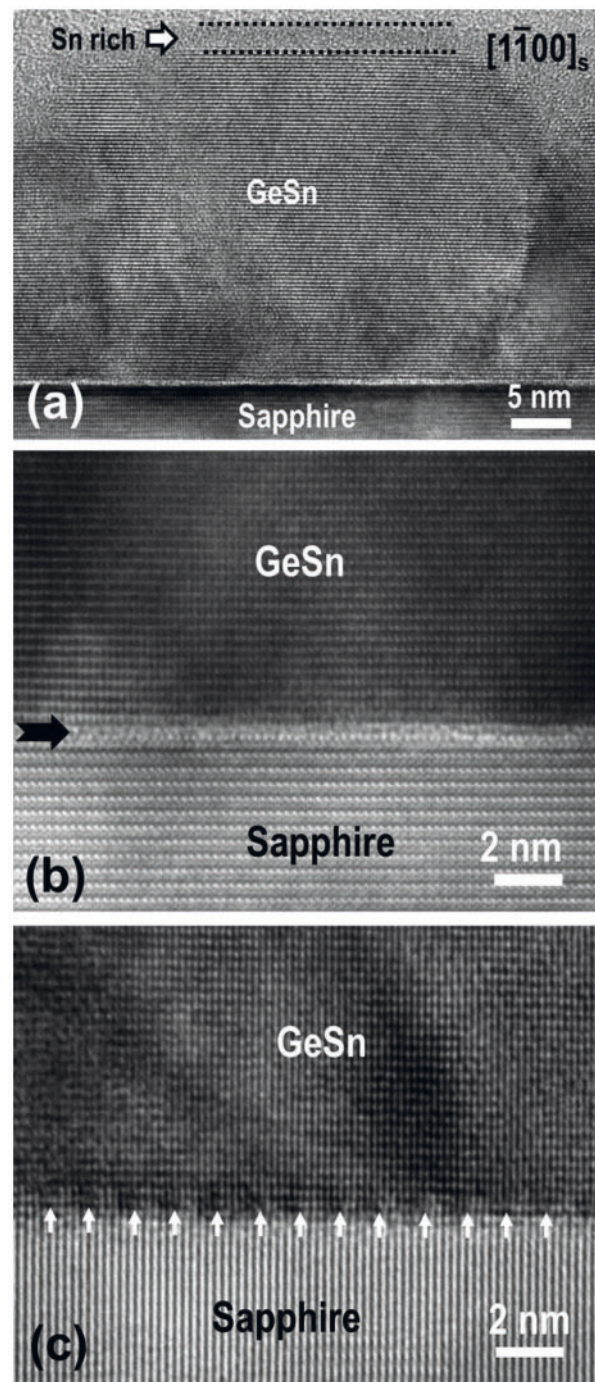 Sn rich
[11̅00]s
GeSn
(a)
Sapphire
5 nm
GeSn
Sapphire
(b)
2 nm
GeSn
Sapphire
(c)
2 nm